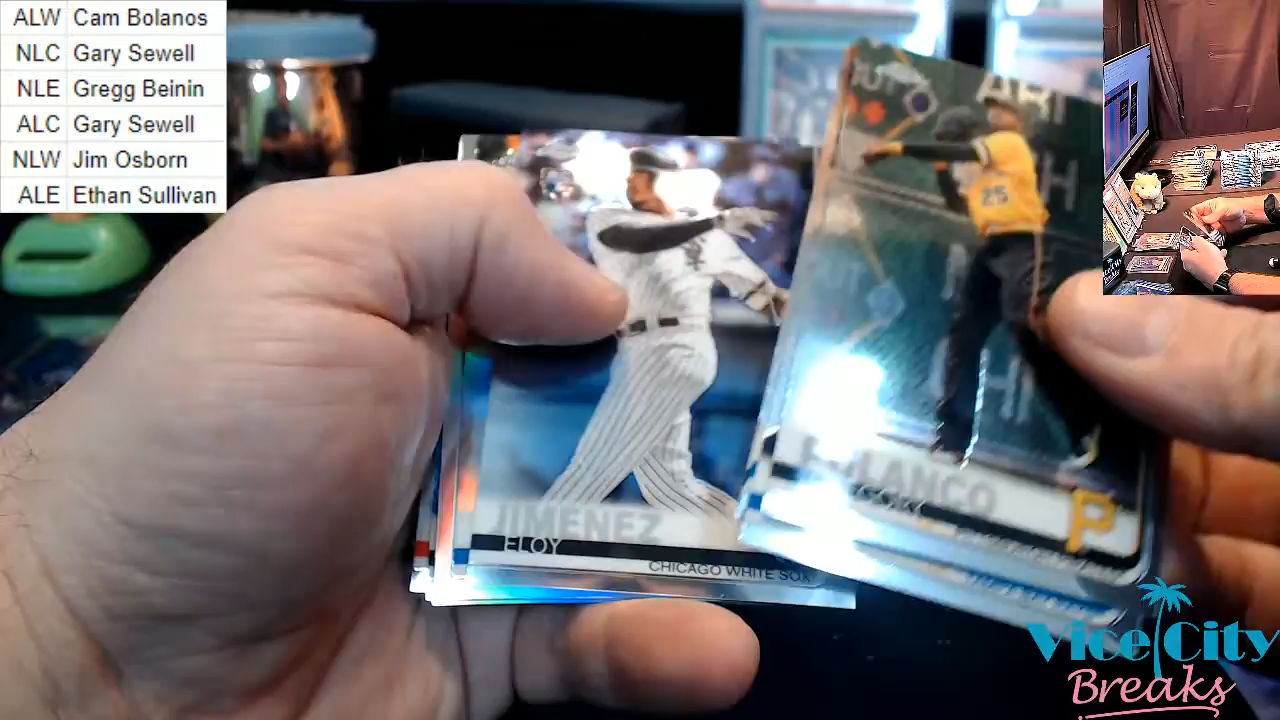 ALW Cam Bolanos
NLC Gary Sewell
NLE Gregg Beinin
ALC Gary Sewell
NLW Jim Osborn
ALE Ethan Sullivan
25
JIMENEZ
ELOY
CHICAGO WHITE SOX
POLANCO
P
Vice City
Breaks